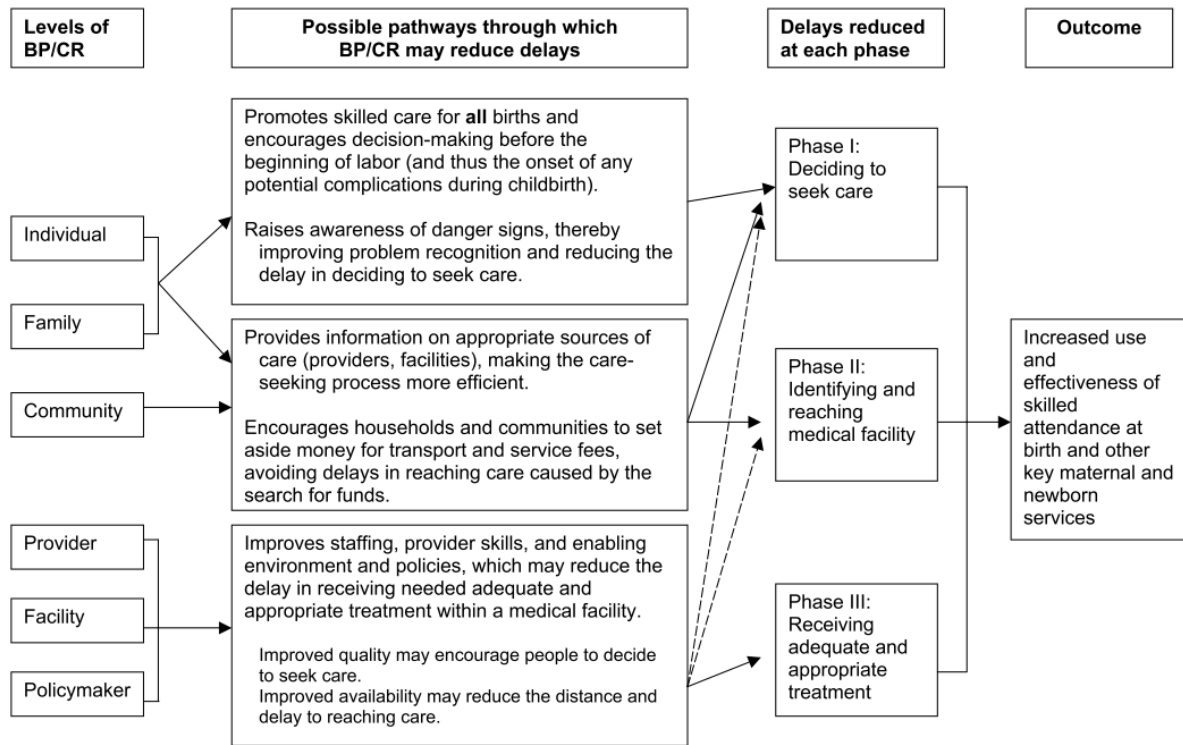 Levels of
BP/CR
Possible pathways through which
BP/CR may reduce delays
Delays reduced
at each phase
Outcome
Individual
Family
Community
Provider
Facility
Policymaker
Promotes skilled care for all births and
encourages decision-making before the
beginning of labor (and thus the onset of any
potential complications during childbirth).
Raises awareness of danger signs, thereby
improving problem recognition and reducing the
delay in deciding to seek care.
Provides information on appropriate sources of
care (providers, facilities), making the care-
seeking process more efficient.
Encourages households and communities to set
aside money for transport and service fees,
avoiding delays in reaching care caused by the
search for funds.
Improves staffing, provider skills, and enabling
environment and policies, which may reduce the
delay in receiving needed adequate and
appropriate treatment within a medical facility.
Improved quality may encourage people to decide
to seek care.
Improved availability may reduce the distance and
delay to reaching care.
Phase I:
Deciding to
seek care
Phase II:
Identifying and
reaching
medical facility
Phase III:
Receiving
adequate and
appropriate
treatment
Increased use
and
effectiveness of
skilled
attendance at
birth and other
key maternal and
newborn
services